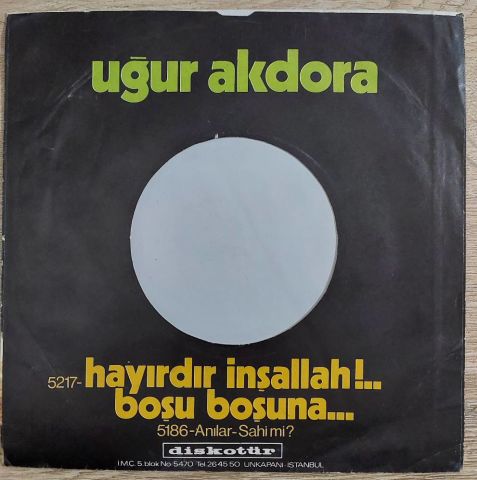 uğur akdora
5217-hayırdır inşallah!..
boşu boşuna...
5186-Anılar-Sahi mi?
diskotür
I.M.C. 5. blok No 5470 Tel 26 45 50 UNKAPANI-ISTANBUL